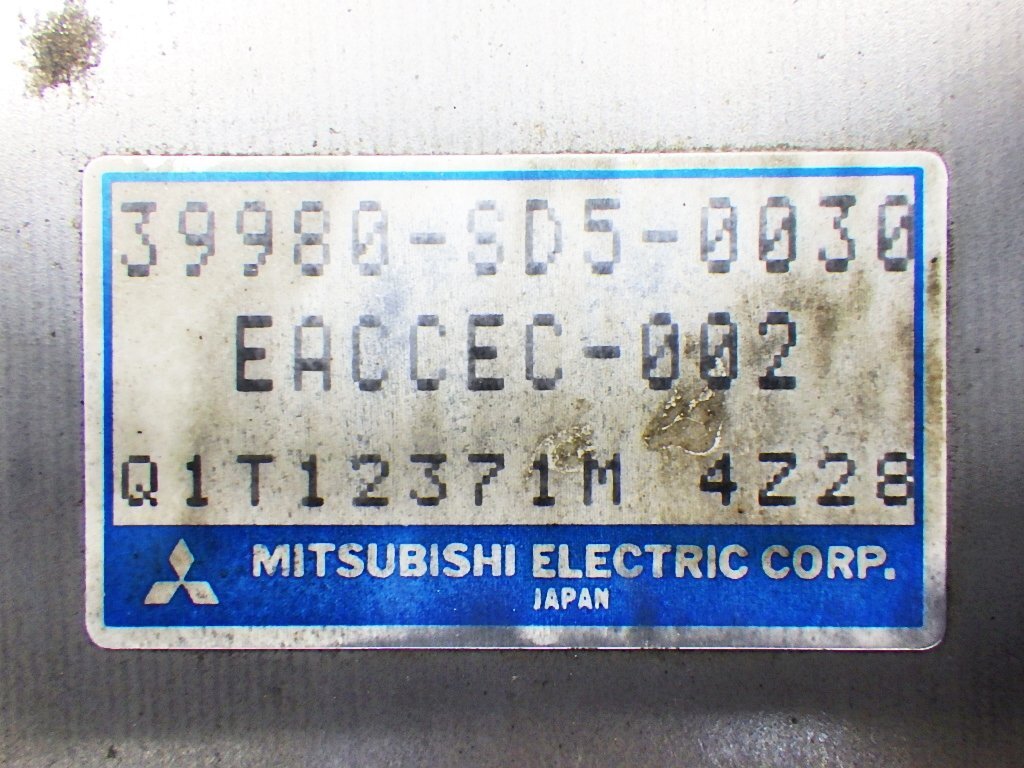 39980-SD5-0030
EACCEC-002
Q1T12371M 4Z28
MITSUBISHI ELECTRIC CORP.
JAPAN